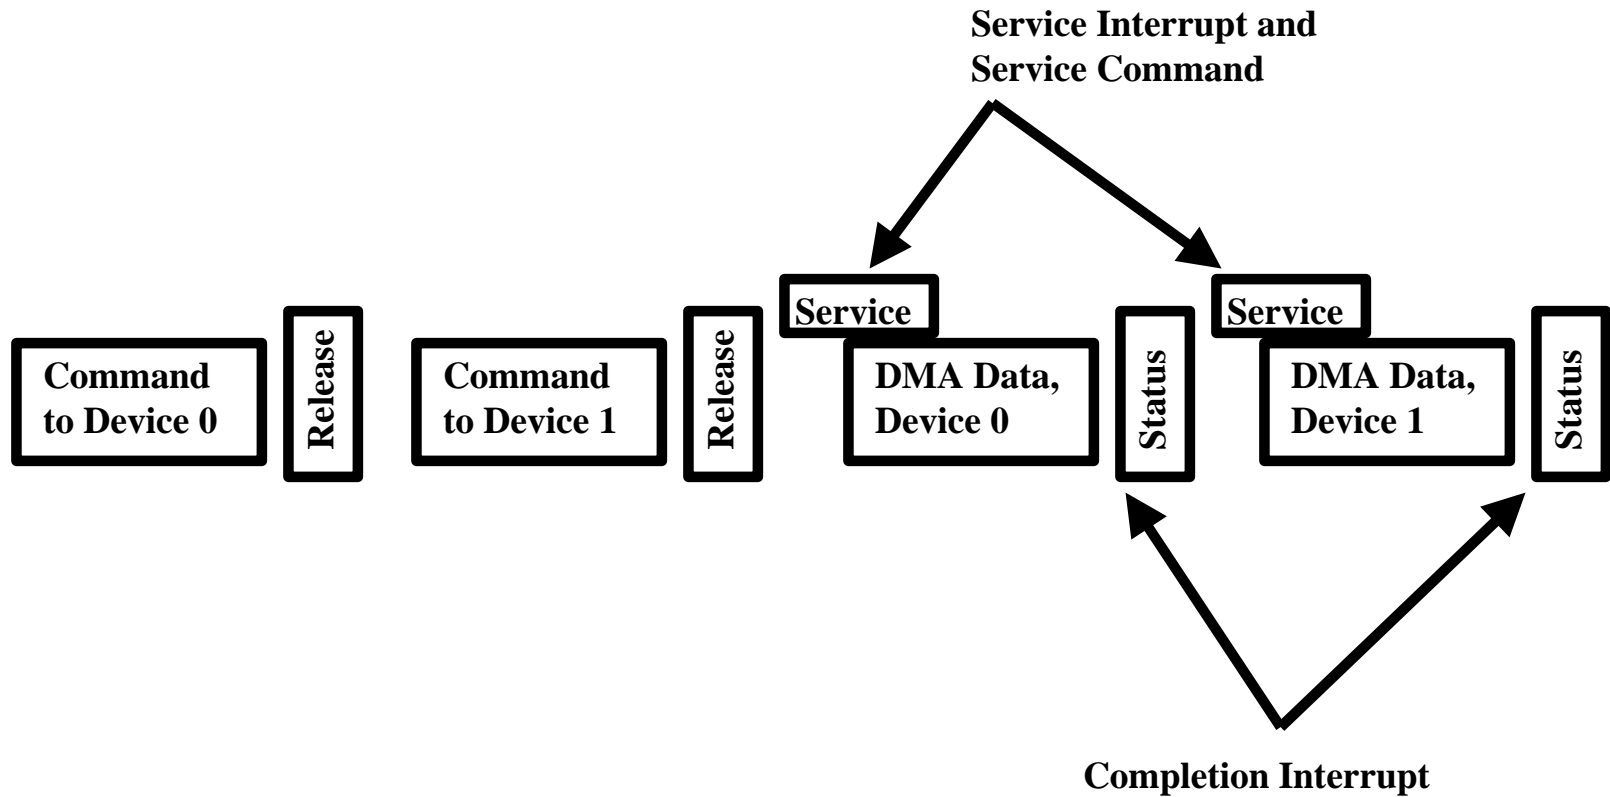 Service Interrupt and
Service Command
Service
Service
Command
to Device 0
Release
Command
to Device 1
Release
DMA Data,
Device 0
Status
DMA Data,
Device 1
Status
Completion Interrupt